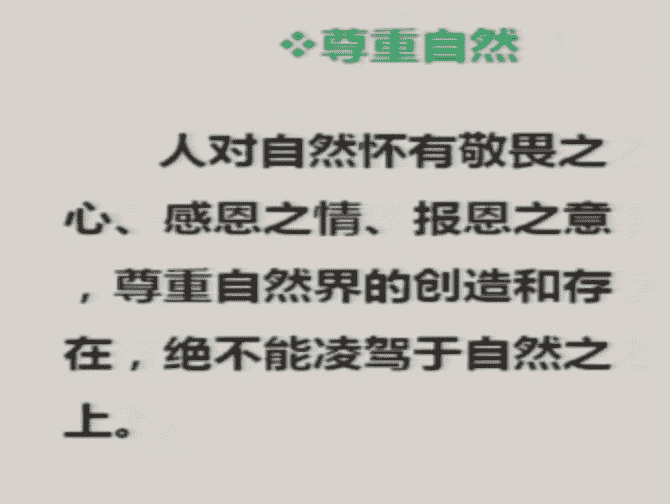 ❖尊重自然
人对自然怀有敬畏之
心、感恩之情、报恩之意
，尊重自然界的创造和存
在，绝不能凌驾于自然之
上。